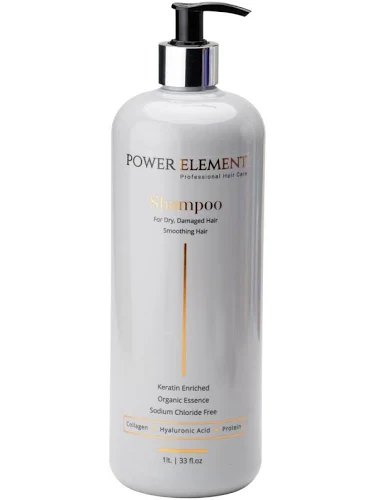 POWER ELEMENT
Professional Hair Care
Shampoo
For Dry, Damaged Hair
Smoothing Hair
Keratin Enriched
Organic Essence
Sodium Chloride Free
Collagen Hyaluronic Acid Protein
1lt. | 33 fl.oz